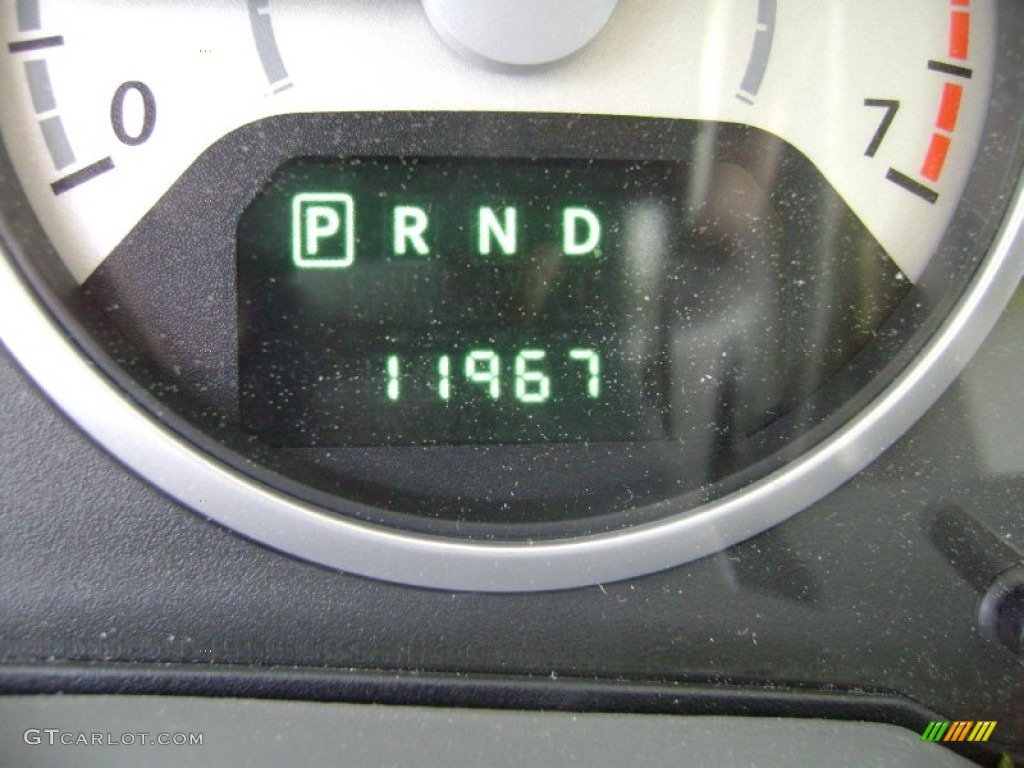 0 7
P R N D
11967
GTCARLOT.COM